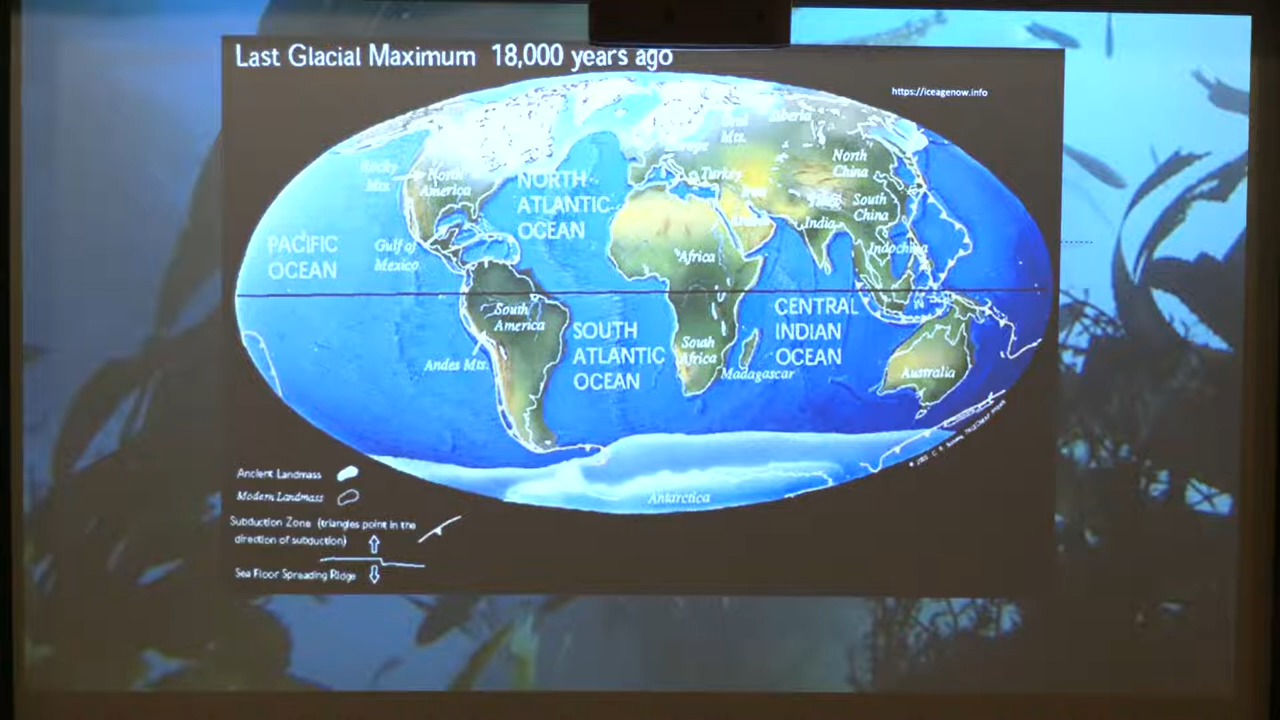 Last Glacial Maximum 18,000 years ago
https://iceagenow.info
Siberia
Mts.
Rocky
Mts.
North
America
NORTH
ATLANTIC
OCEAN
Turkey
North
China
South
China
India
Indochina
PACIFIC
OCEAN
Gulf of
Mexico
Africa
South
America
SOUTH
ATLANTIC
OCEAN
South
Africa
CENTRAL
INDIAN
OCEAN
Andes Mts.
Madagascar
Australia
Antarctica
Ancient Landmass
Modern Landmass
Subduction Zone (triangles point in the
direction of subduction)
Sea Floor Spreading Ridge